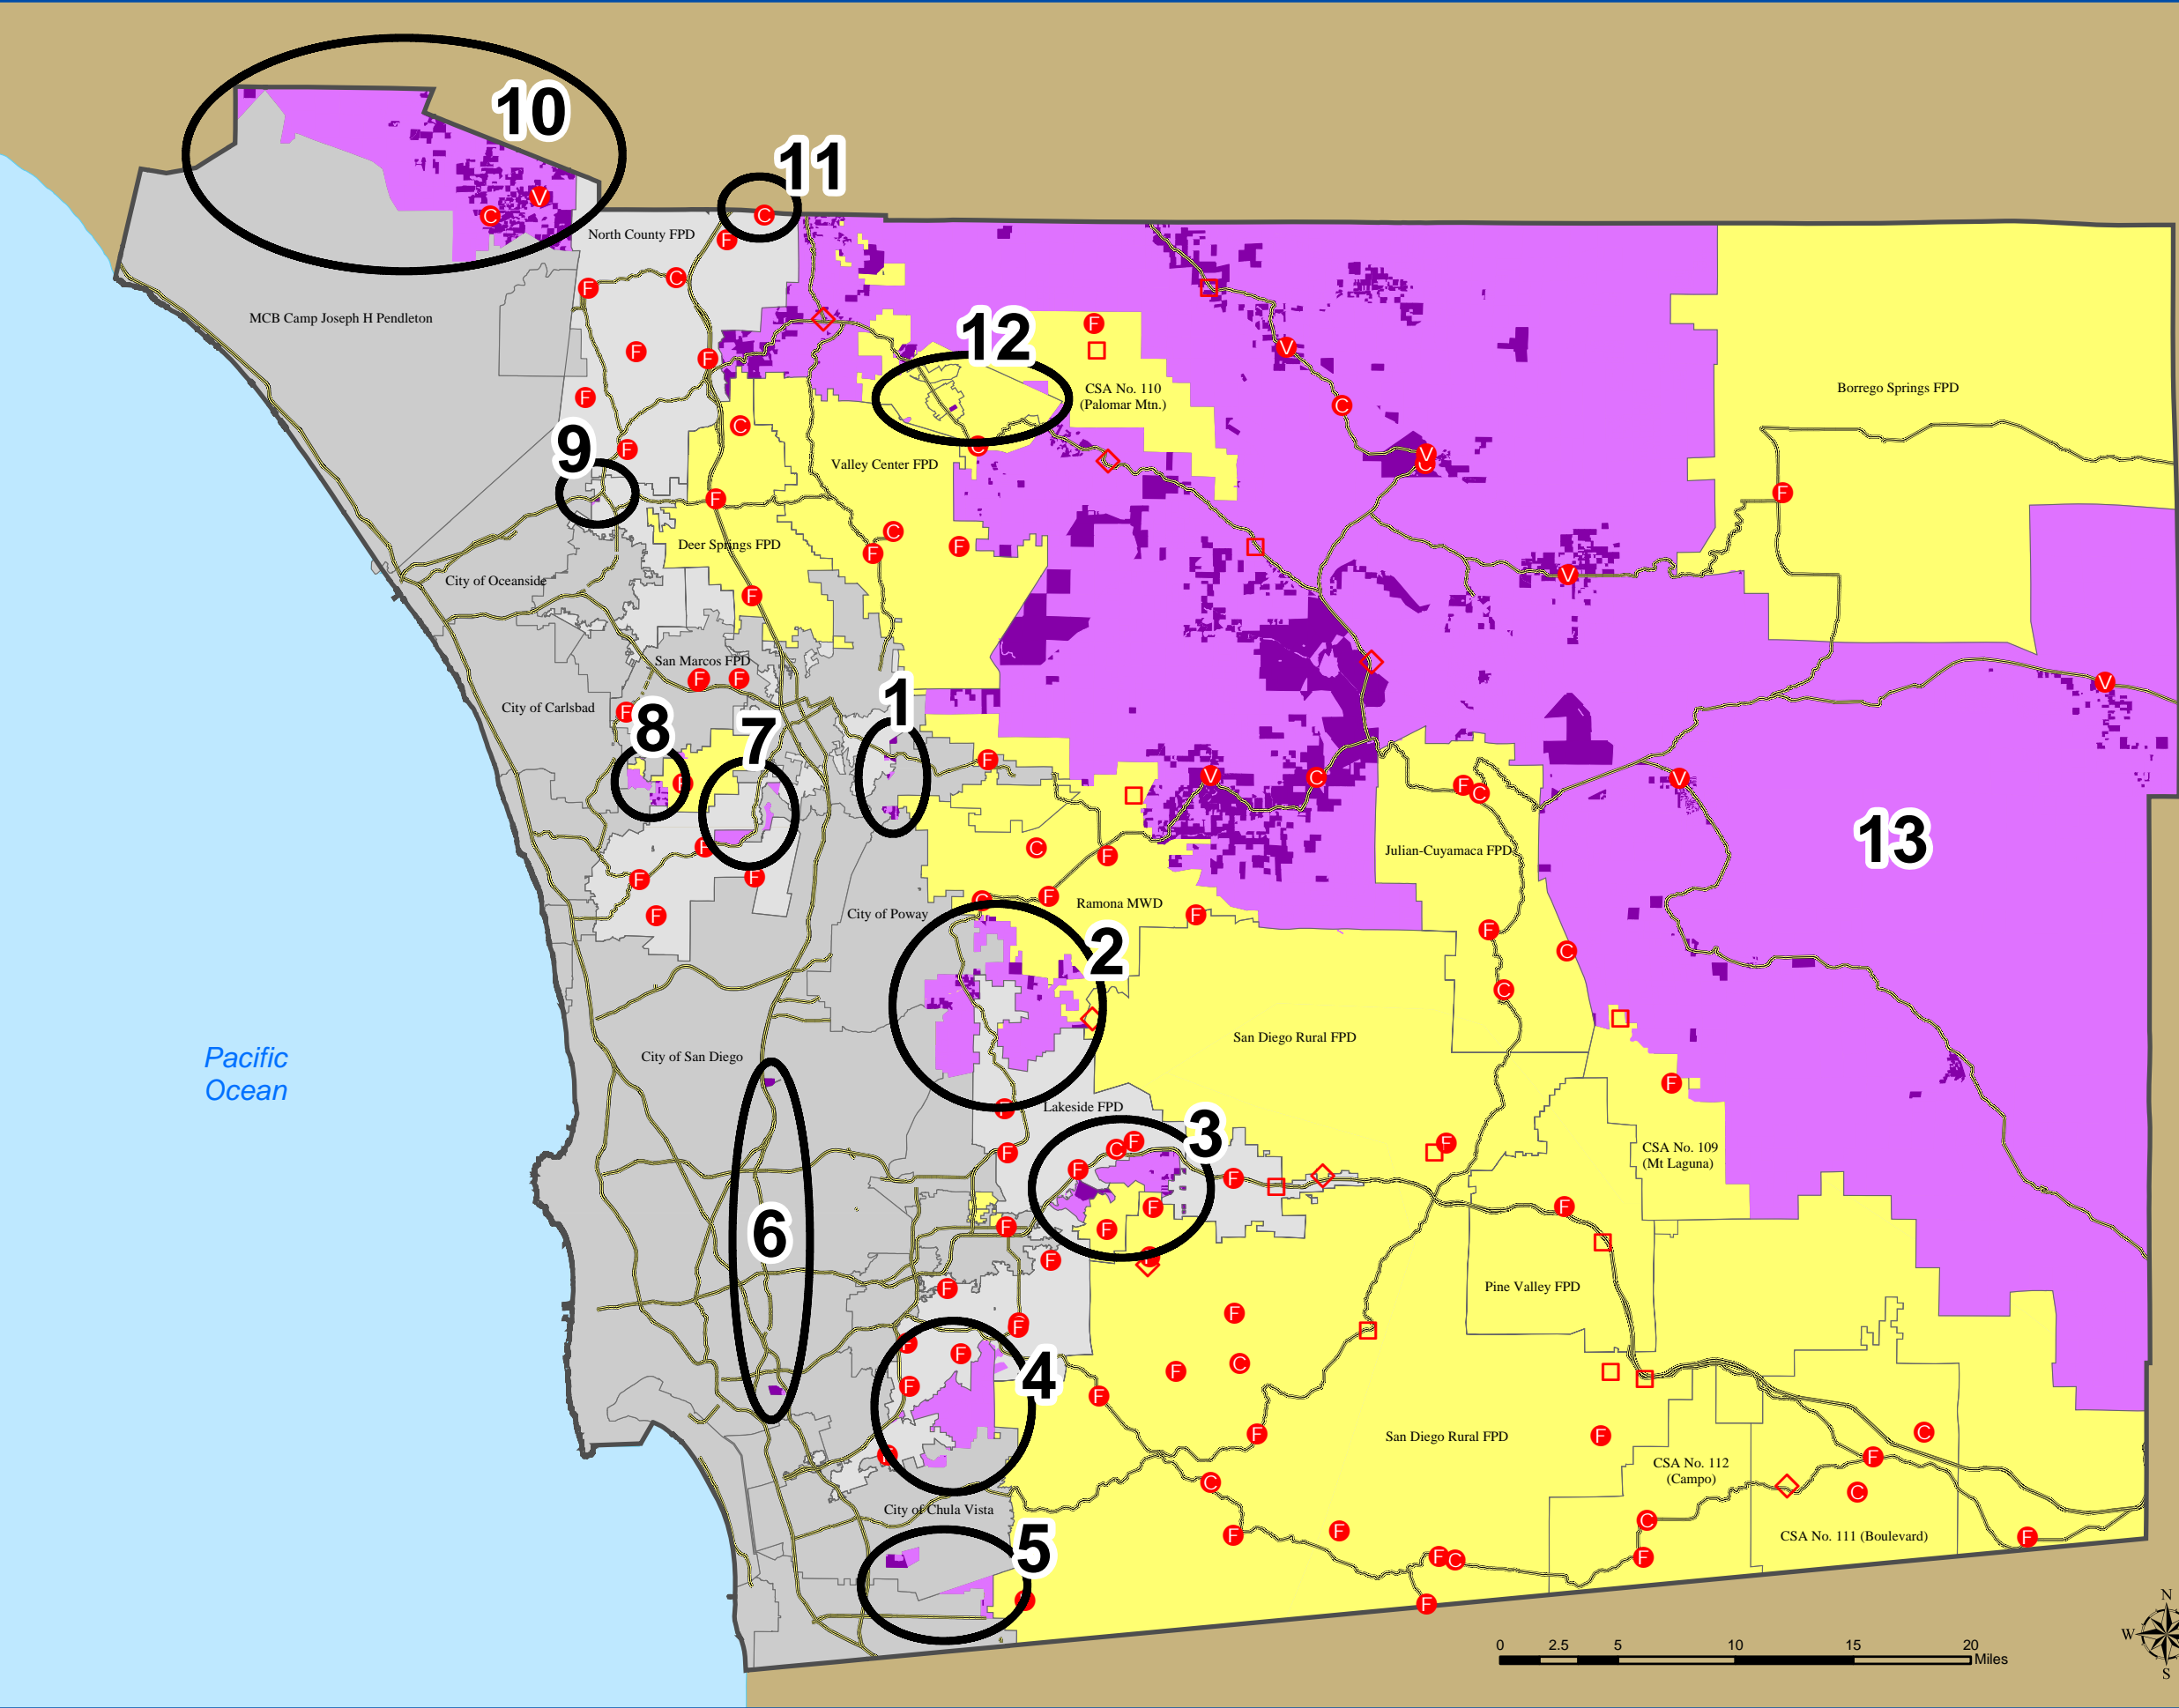 10
11
North County FPD
MCB Camp Joseph H Pendleton
12
CSA No. 110
(Palomar Mtn.)
Borrego Springs FPD
9
Valley Center FPD
Deer Springs FPD
City of Oceanside
San Marcos FPD
City of Carlsbad
8
7
1
13
Julian-Cuyamaca FPD
City of Poway
Ramona MWD
2
San Diego Rural FPD
Pacific
Ocean
City of San Diego
Lakeside FPD
3
CSA No. 109
(Mt Laguna)
6
Pine Valley FPD
4
San Diego Rural FPD
CSA No. 112
(Campo)
City of Chula Vista
CSA No. 111 (Boulevard)
5
N
W
S
0 2.5 5 10 15 20
Miles